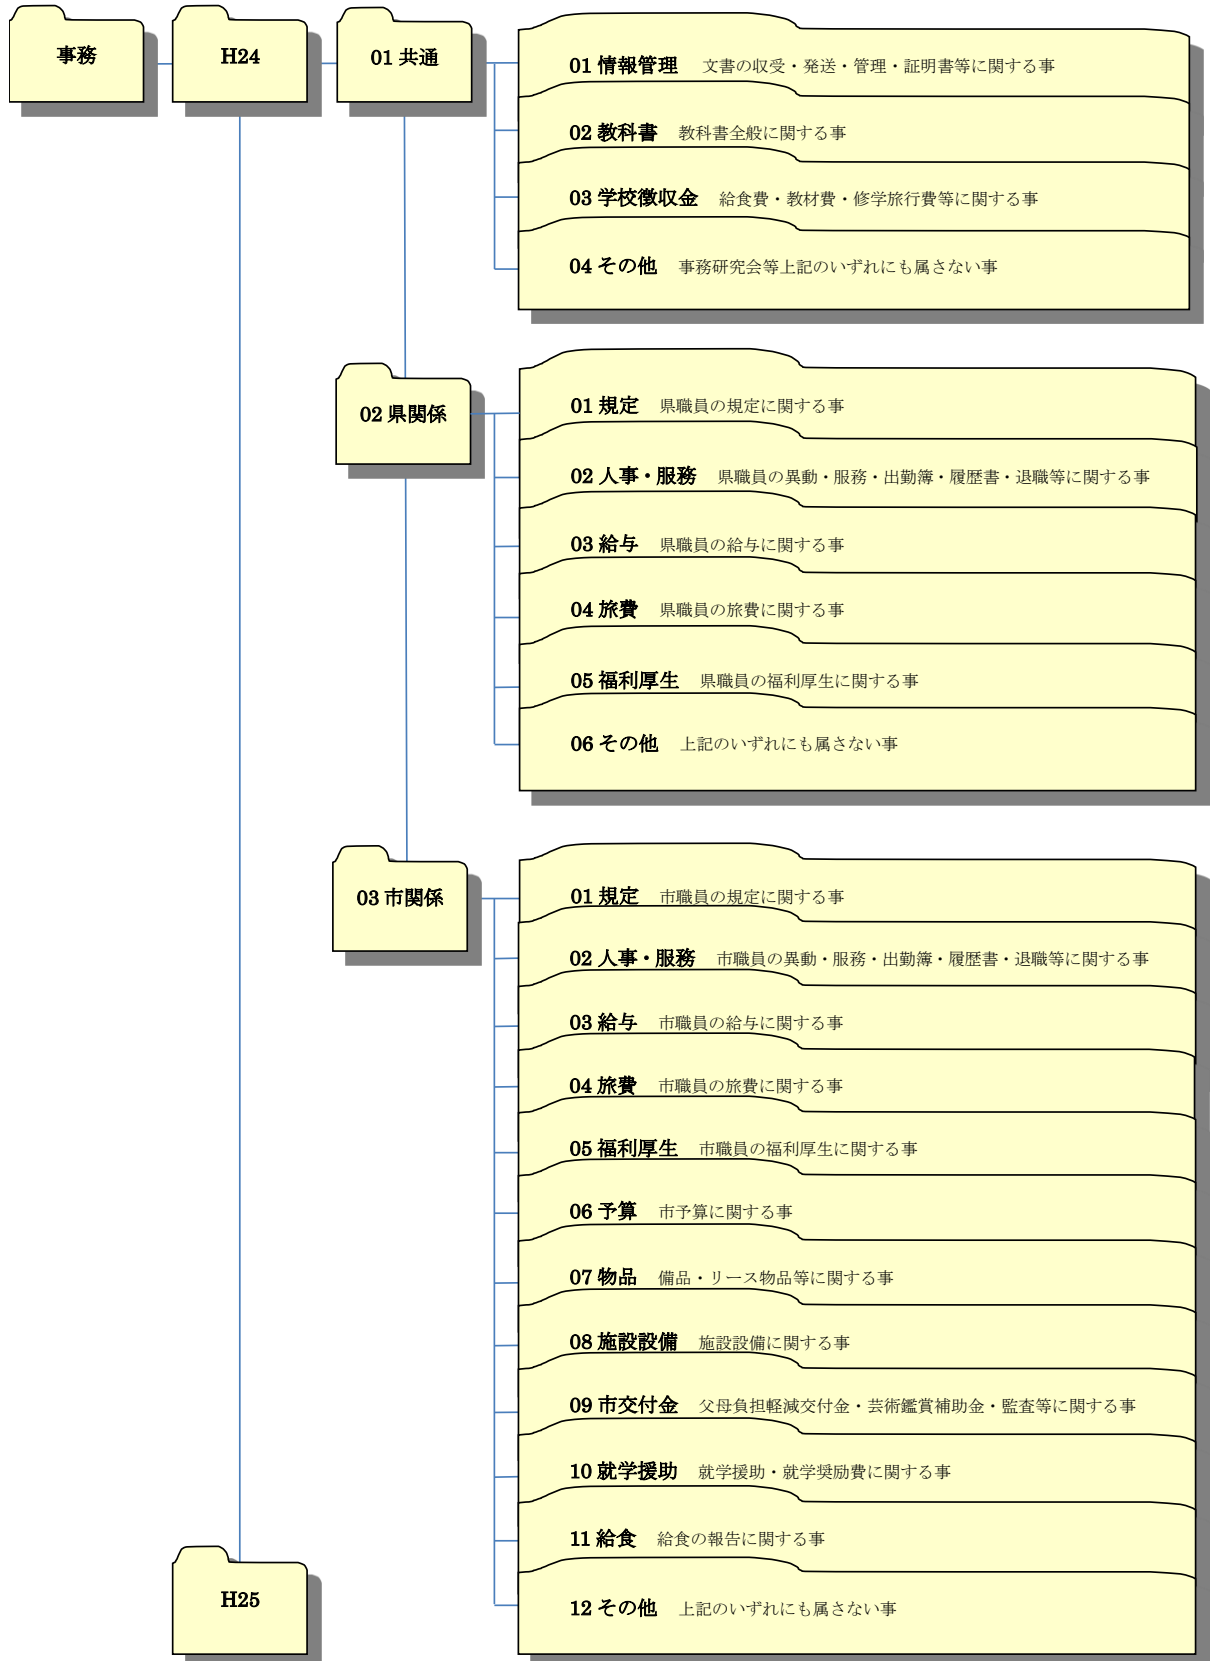 事務
H24
01 共通
01 情報管理 文書の収受・発送・管理・証明書等に関する事
02 教科書 教科書全般に関する事
03 学校徴収金 給食費・教材費・修学旅行費等に関する事
04 その他 事務研究会等上記のいずれにも属さない事
02 県関係
01 規定 県職員の規定に関する事
02 人事・服務 県職員の異動・服務・出勤簿・履歴書・退職等に関する事
03 給与 県職員の給与に関する事
04 旅費 県職員の旅費に関する事
05 福利厚生 県職員の福利厚生に関する事
06 その他 上記のいずれにも属さない事
03 市関係
01 規定 市職員の規定に関する事
02 人事・服務 市職員の異動・服務・出勤簿・履歴書・退職等に関する事
03 給与 市職員の給与に関する事
04 旅費 市職員の旅費に関する事
05 福利厚生 市職員の福利厚生に関する事
06 予算 市予算に関する事
07 物品 備品・リース物品等に関する事
08 施設設備 施設設備に関する事
09 市交付金 父母負担軽減交付金・芸術鑑賞補助金・監査等に関する事
10 就学援助 就学援助・就学奨励費に関する事
11 給食 給食の報告に関する事
12 その他 上記のいずれにも属さない事
H25